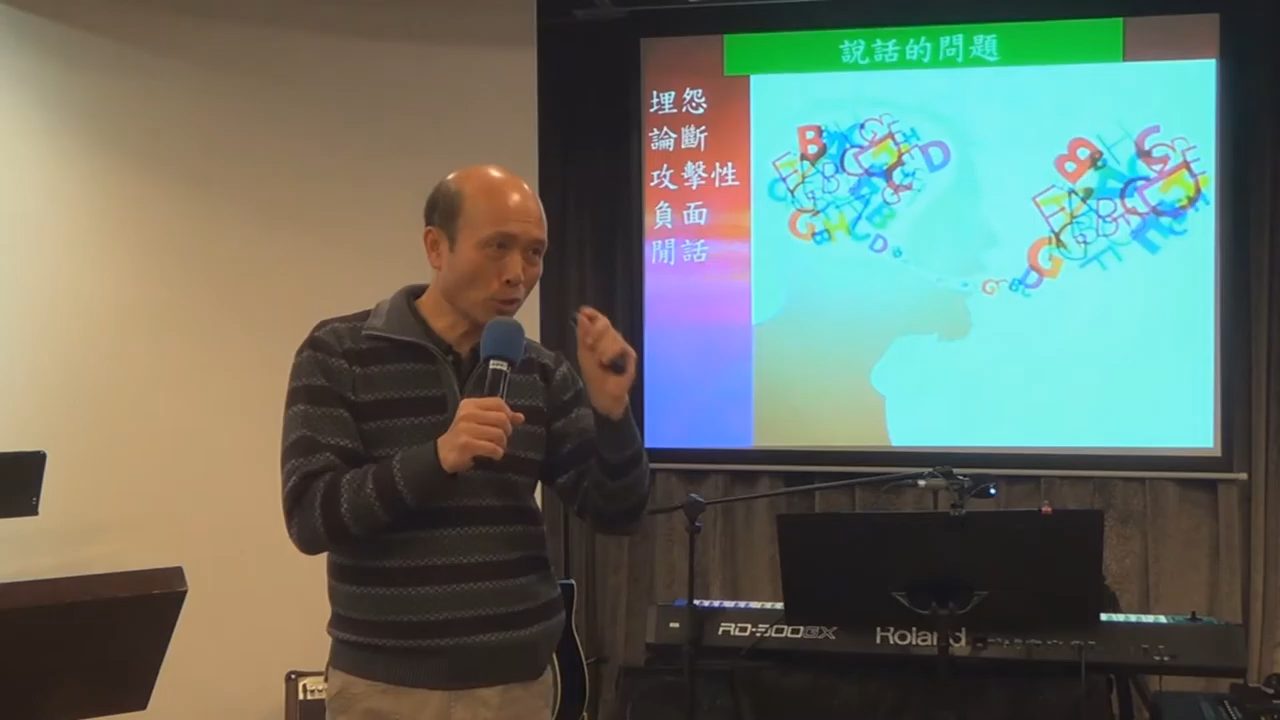 說話的問題
埋怨
論斷
攻擊性
負面
閒話
RD-300GX
Roland